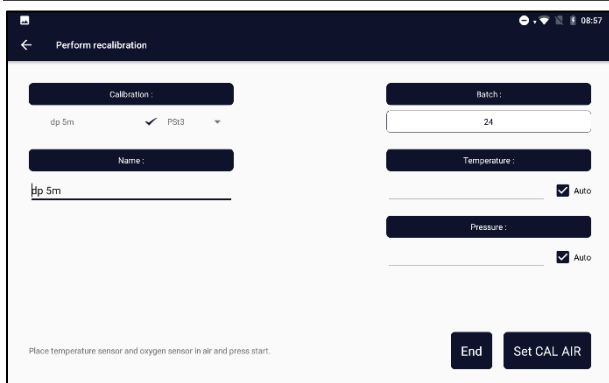 08:57
Perform recalibration
Calibration :
dp 5m PSt3
Name :
dp 5m
Batch :
24
Temperature :
Auto
Pressure :
Auto
Place temperature sensor and oxygen sensor in air and press start.
End Set CAL AIR